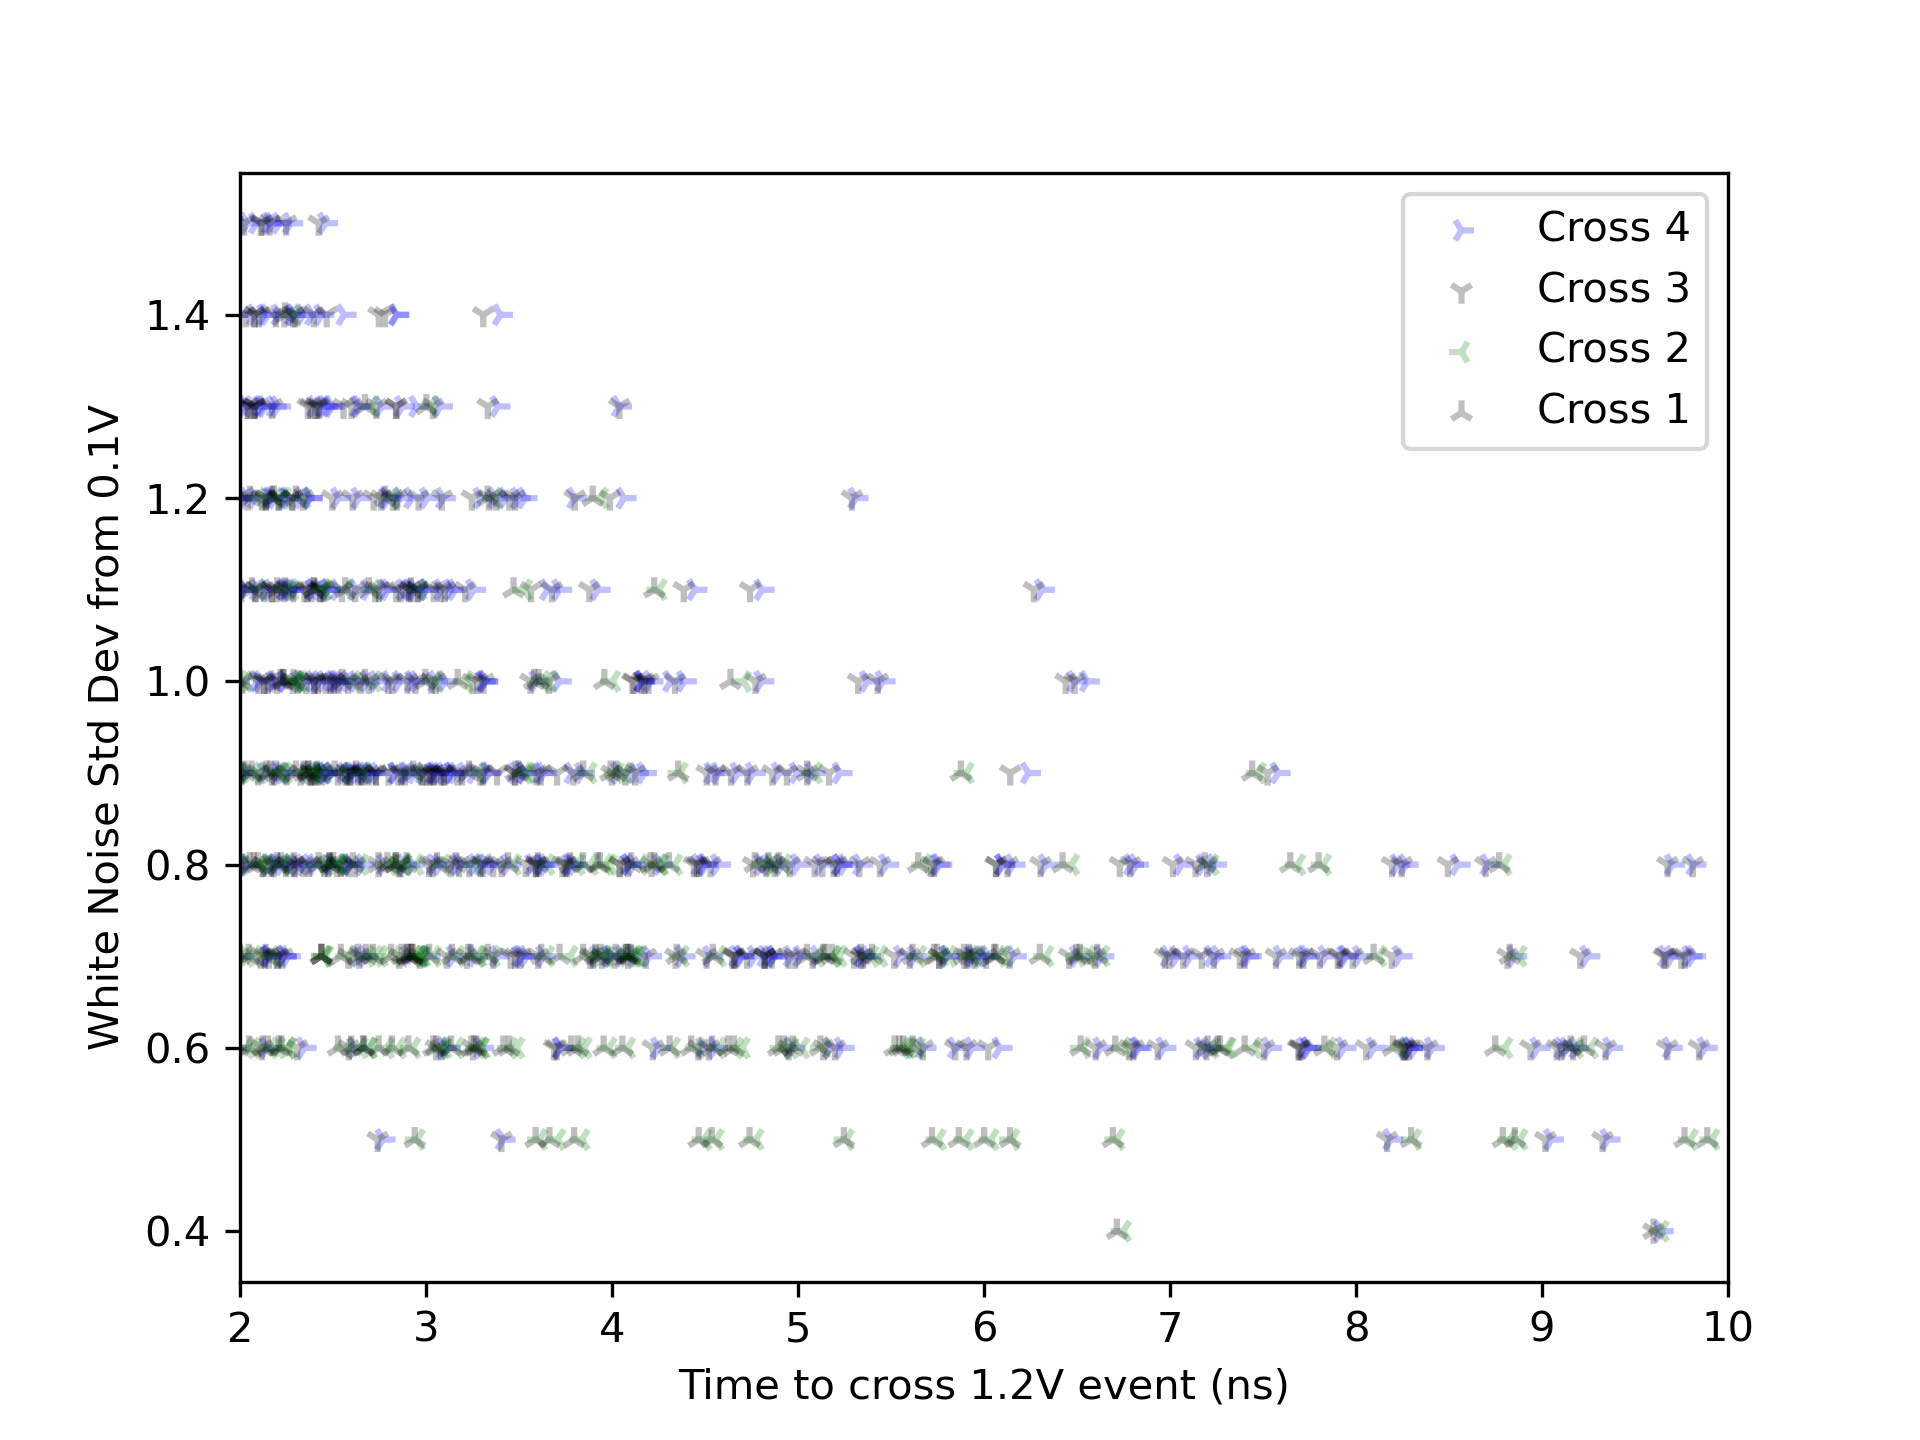 Cross 4
Cross 3
Cross 2
Cross 1
White Noise Std Dev from 0.1V
1.4
1.2
1.0
0.8
0.6
0.4
2 3 4 5 6 7 8 9 10
Time to cross 1.2V event (ns)